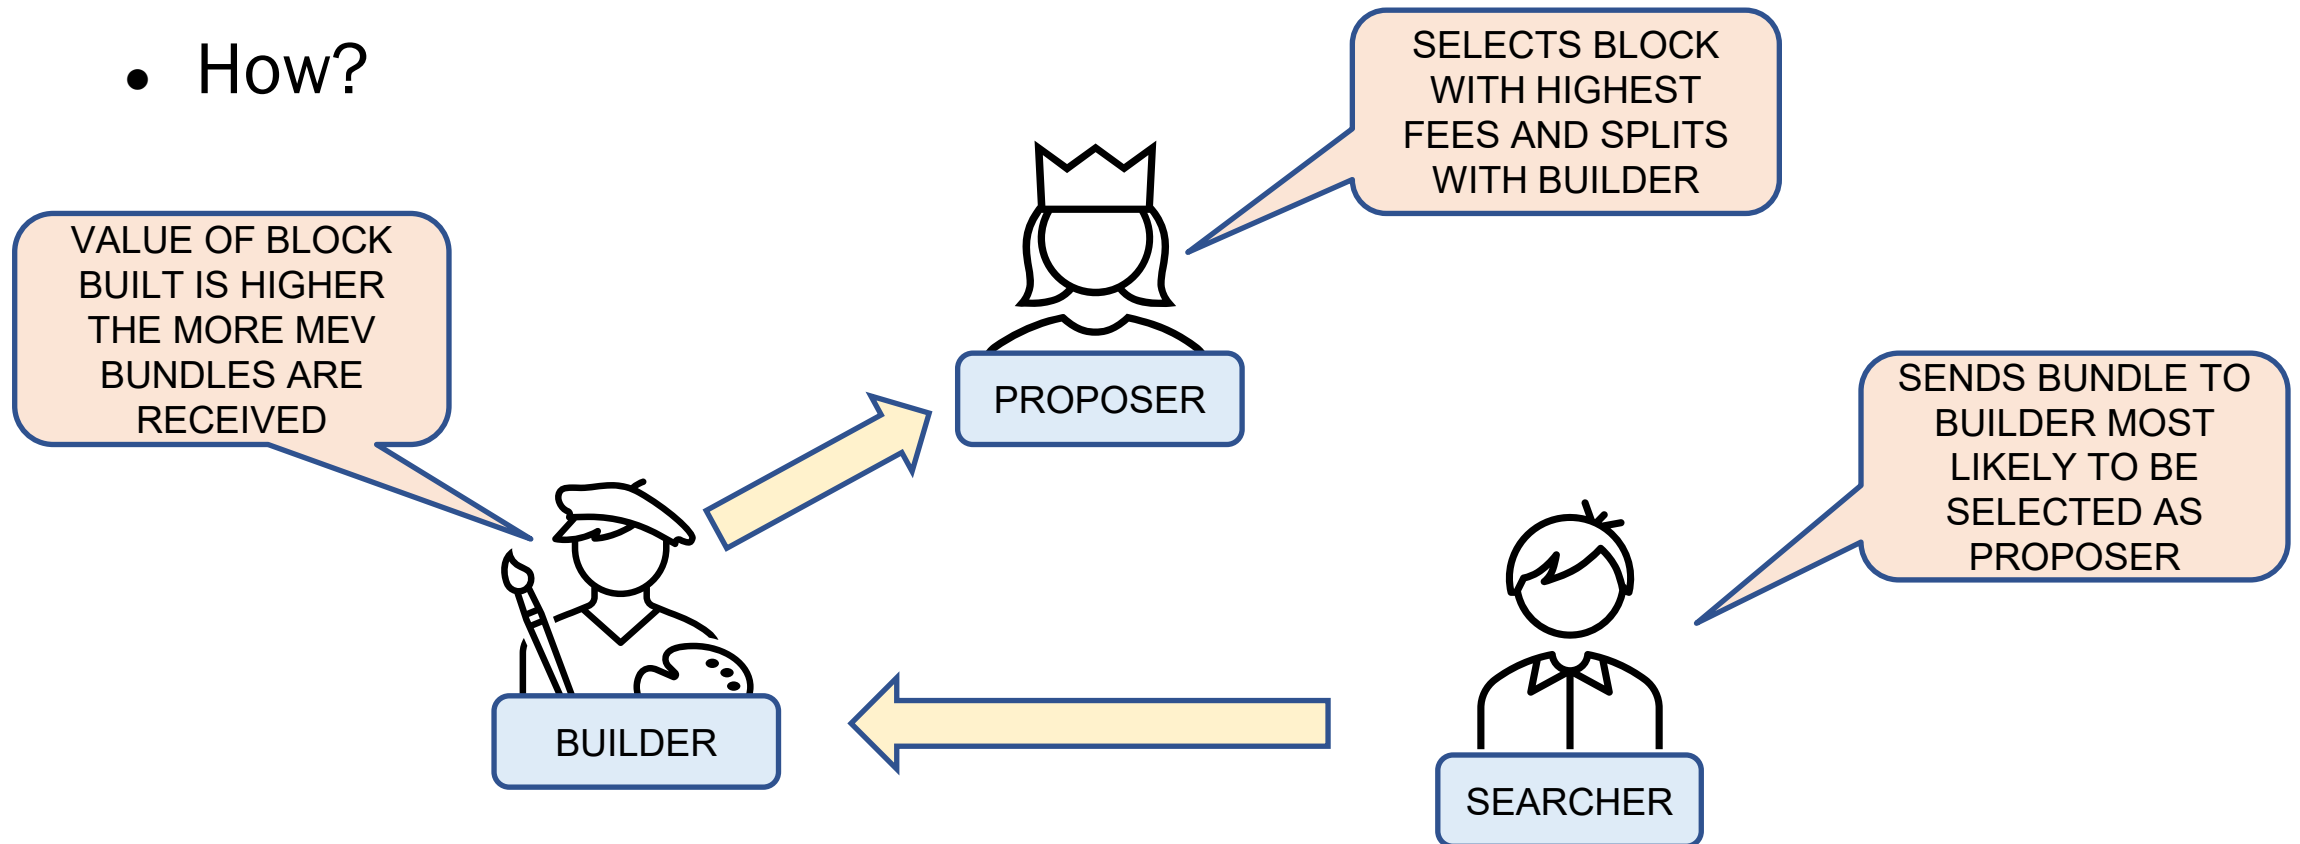 • How?
SELECTS BLOCK
WITH HIGHEST
FEES AND SPLITS
WITH BUILDER
VALUE OF BLOCK
BUILT IS HIGHER
THE MORE MEV
BUNDLES ARE
RECEIVED
PROPOSER
SENDS BUNDLE TO
BUILDER MOST
LIKELY TO BE
SELECTED AS
PROPOSER
BUILDER
SEARCHER